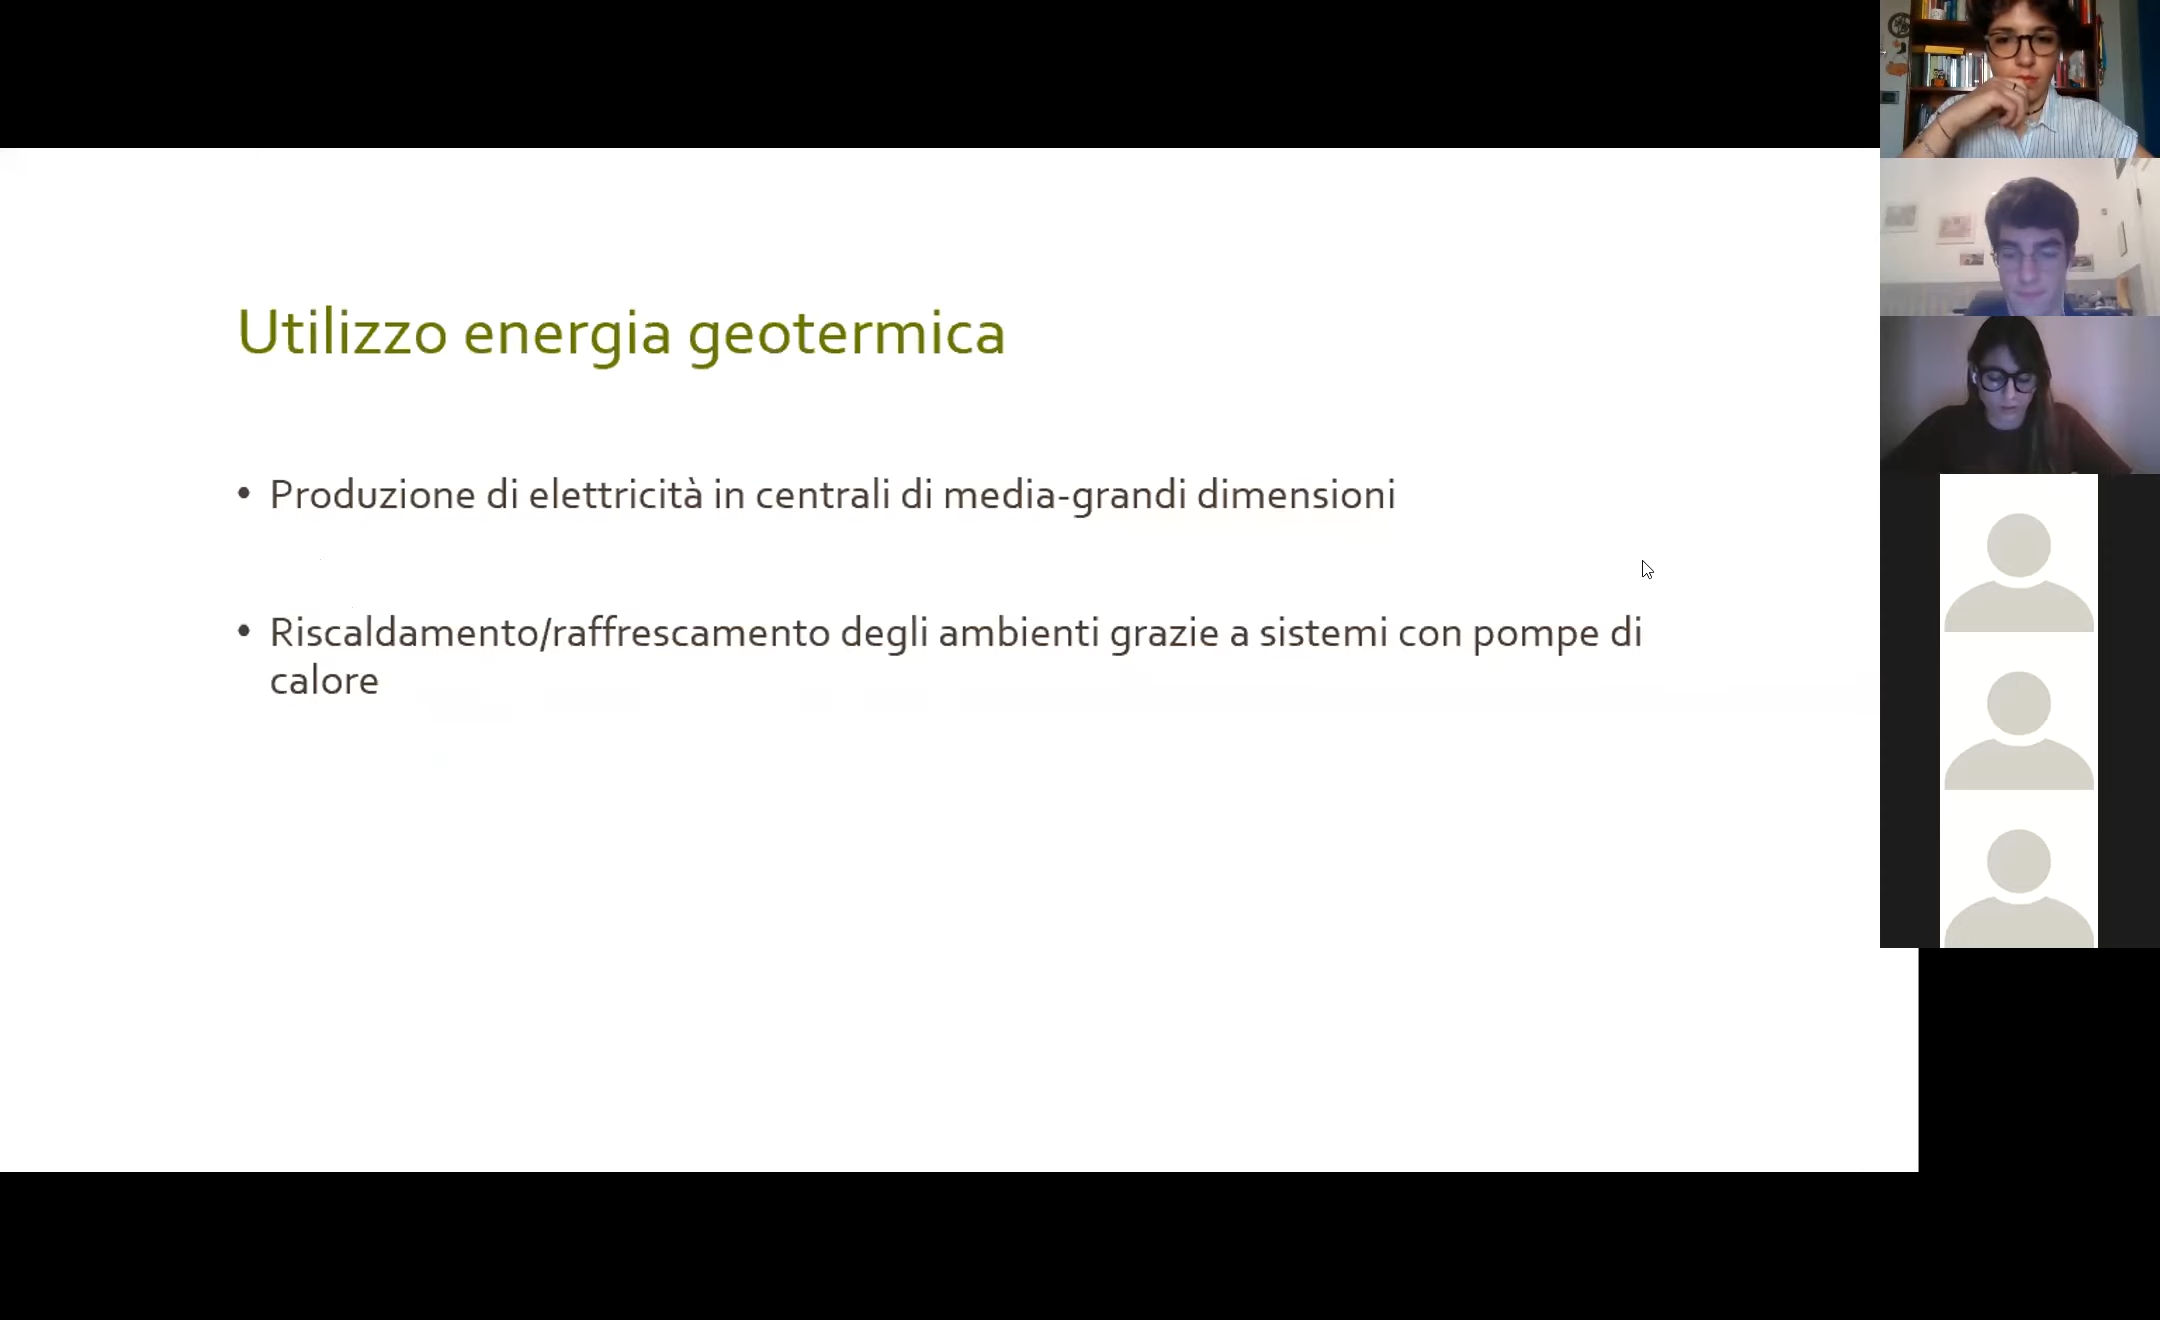 Utilizzo energia geotermica
• Produzione di elettricità in centrali di media-grandi dimensioni
• Riscaldamento/raffrescamento degli ambienti grazie a sistemi con pompe di
calore